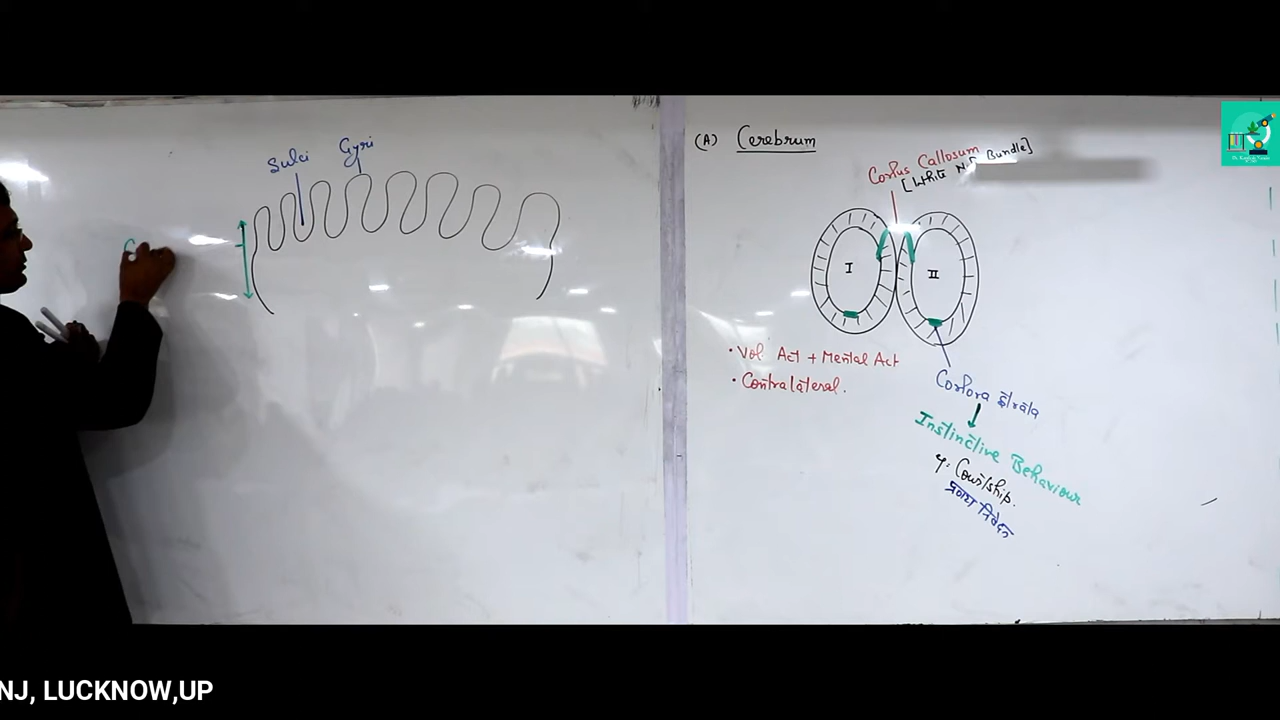 Sulci Gyri
(A) Cerebrum
Corpus Callosum
[White N.F Bundle]
I
II
• Vol. Act + Mental Act
• Contralateral.
Corpora Striata
Instinctive Behaviour
Courtship.
प्रणय निवेदन
NJ, LUCKNOW,UP